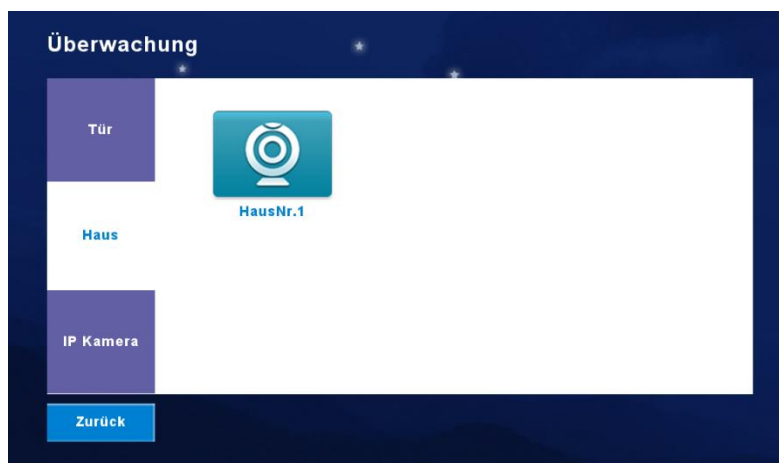 Überwachung
Tür
HausNr.1
Haus
IP Kamera
Zurück